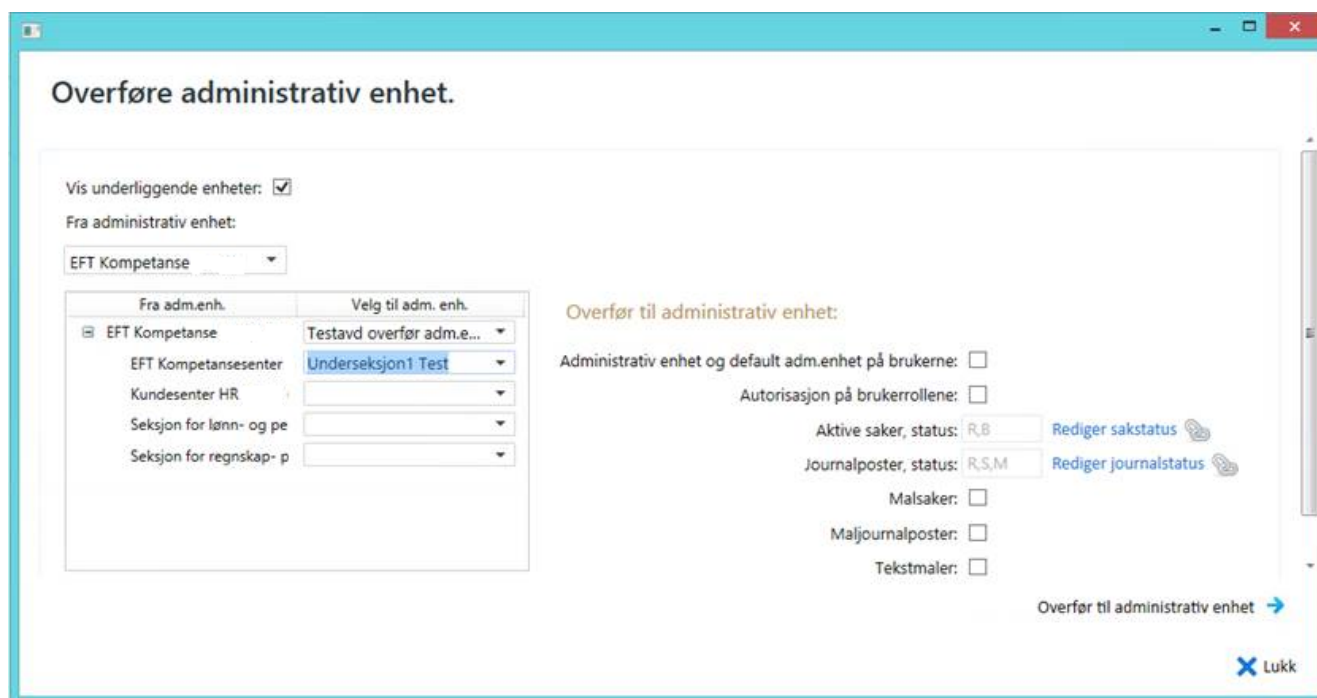 Overføre administrativ enhet.
Vis underliggende enheter:
Fra administrativ enhet:
EFT Kompetanse
Fra adm.enh. Velg til adm. enh.
EFT Kompetanse Testavd overfør adm.e...
EFT Kompetansesenter Underseksjon1 Test
Kundesenter HR
Seksjon for lønn- og pe
Seksjon for regnskap- p
Overfør til administrativ enhet:
Administrativ enhet og default adm.enhet på brukerne:
Autorisasjon på brukerrollene:
Aktive saker, status: R,B Rediger sakstatus
Journalposter, status: R,S,M Rediger journalstatus
Malsaker:
Maljournalposter:
Tekstmaler:
Overfør til administrativ enhet
Lukk